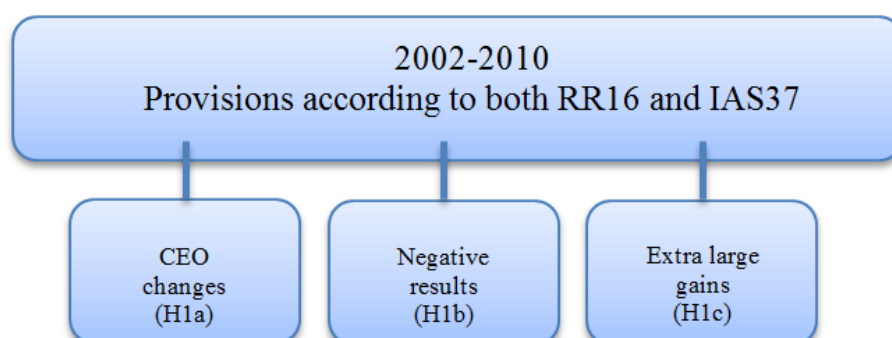 2002-2010
Provisions according to both RR16 and IAS37
CEO
changes
(H1a)
Negative
results
(H1b)
Extra large
gains
(H1c)